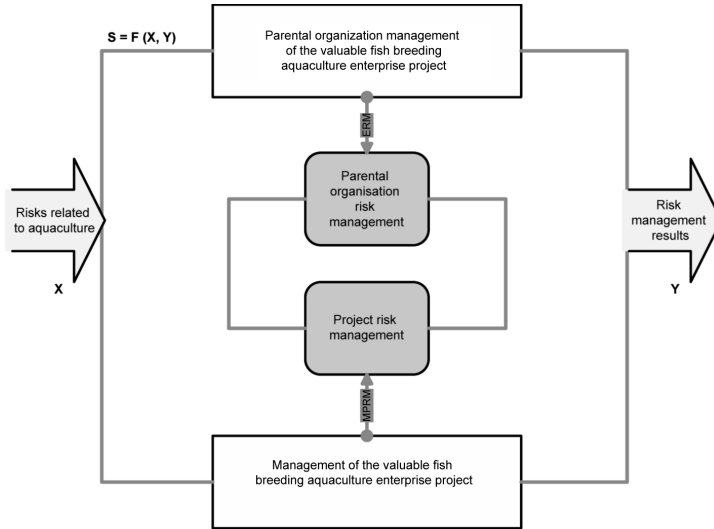 S = F (X, Y)
Parental organization management
of the valuable fish breeding
aquaculture enterprise project
ERM
Parental
organisation
risk
management
Risks related
to aquaculture
X
Risk
management
results
Y
Project risk
management
MPRM
Management of the valuable fish
breeding aquaculture enterprise project